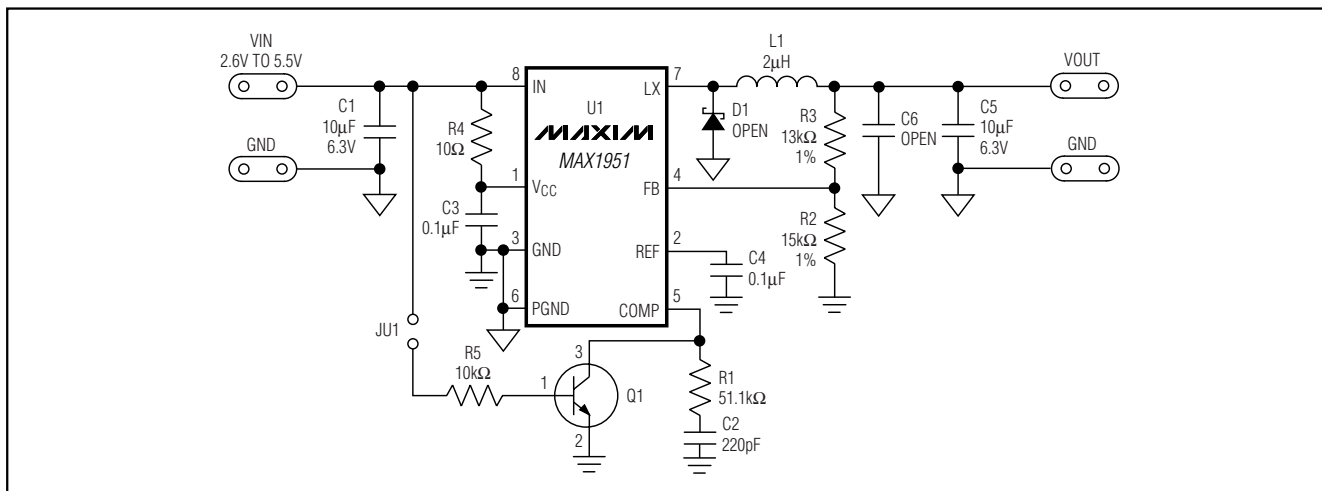 VIN
2.6V TO 5.5V
GND
C1
10µF
6.3V
R4
10Ω
C3
0.1µF
JU1
R5
10kΩ
8
IN
1
VCC
3
GND
6
PGND
U1
MAXIM
MAX1951
LX
7
FB
4
REF
2
COMP
5
L1
2µH
D1
OPEN
R3
13kΩ
1%
R2
15kΩ
1%
C6
OPEN
C5
10µF
6.3V
VOUT
GND
C4
0.1µF
3
1
2
Q1
R1
51.1kΩ
C2
220pF